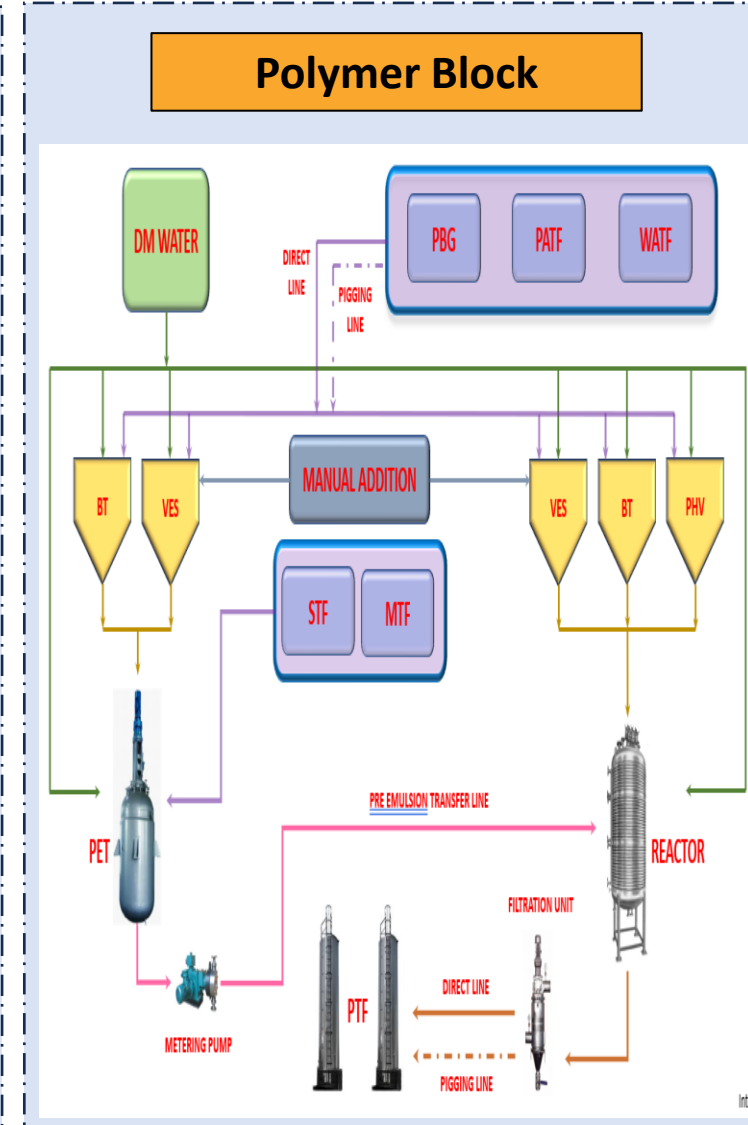 Polymer Block
DM WATER
PBG
PATF
WATF
DIRECT
LINE
PIGGING
LINE
MANUAL ADDITION
BT
VES
VES
BT
PHV
STF
MTF
PRE EMULSION TRANSFER LINE
PET
REACTOR
FILTRATION UNIT
DIRECT LINE
PTF
METERING PUMP
PIGGING LINE